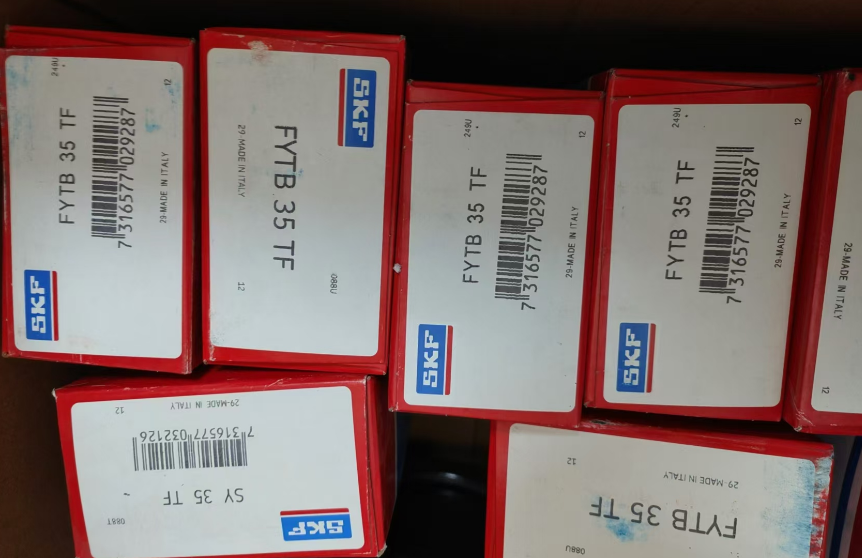 249U
12
FYTB 35 TF
7 316577 029287
29-MADE IN ITALY
SKF
SKF
FYTB 35 TF
29-MADE IN ITALY
088U
12
249U
12
FYTB 35 TF
7 316577 029287
29-MADE IN ITALY
SKF
249U
12
FYTB 35 TF
7 316577 029287
29-MADE IN ITALY
SKF
29-MADE IN ITALY
12
SKF
088T
SY 35 TF
7 316577 032126
29-MADE IN ITALY
12
088U
FYTB 35 TF
29-MADE IN ITALY
12